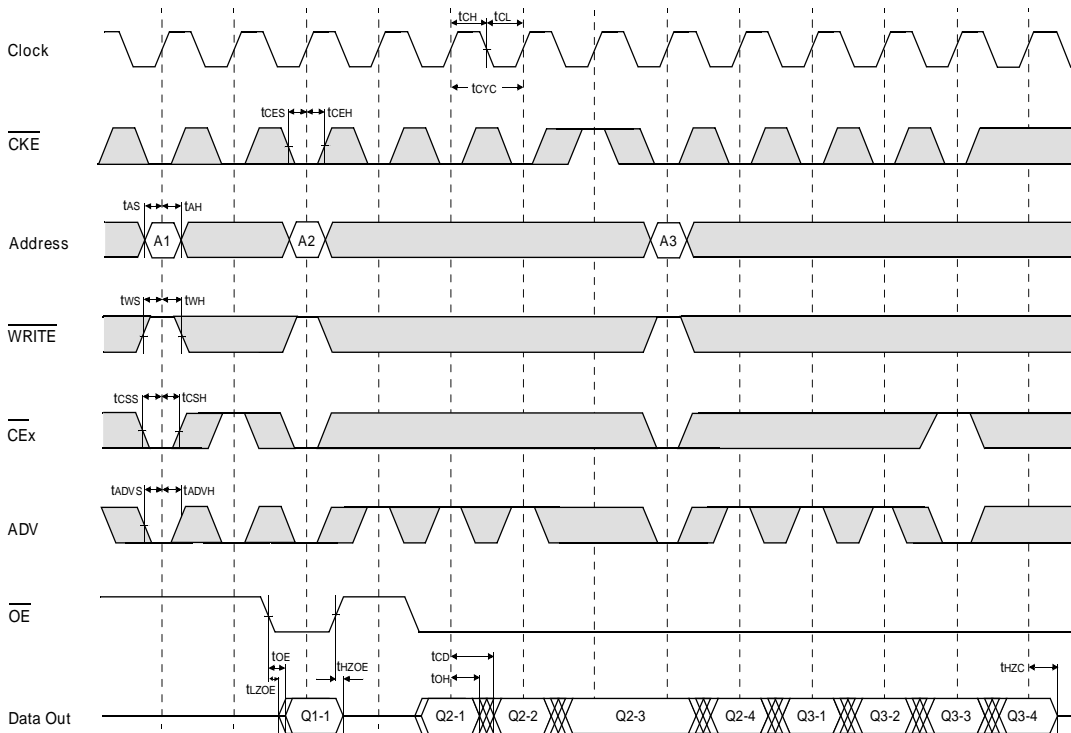 tCH tCL
Clock
tCYC
tCES tCEH
CKE
tAS tAH
Address A1 A2 A3
tWS tWH
WRITE
tCSS tCSH
CEx
tADVS tADVH
ADV
OE
tOE tHZOE tCD tHZC
tLZOE tOH
Data Out Q1-1 Q2-1 Q2-2 Q2-3 Q2-4 Q3-1 Q3-2 Q3-3 Q3-4